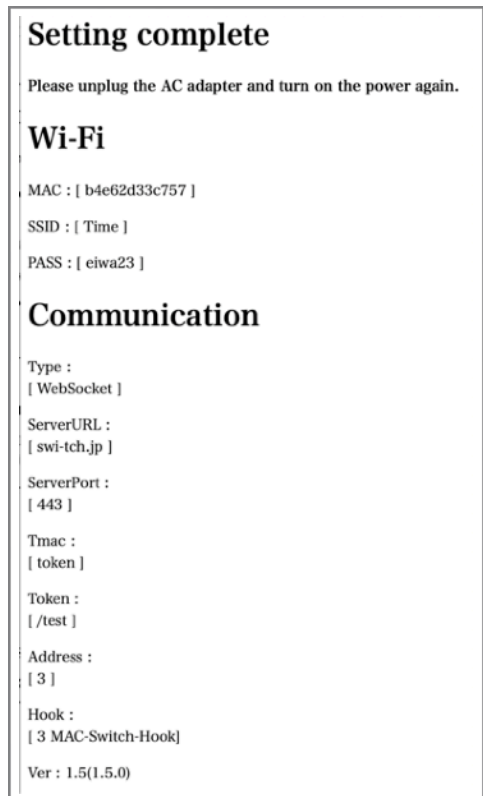 Setting complete
Please unplug the AC adapter and turn on the power again.
Wi-Fi
MAC : [ b4e62d33c757 ]
SSID : [ Time ]
PASS : [ eiwa23 ]
Communication
Type :
[ WebSocket ]
ServerURL :
[ swi-tch.jp ]
ServerPort :
[ 443 ]
Tmac :
[ token ]
Token :
[ /test ]
Address :
[ 3 ]
Hook :
[ 3 MAC-Switch-Hook]
Ver : 1.5(1.5.0)